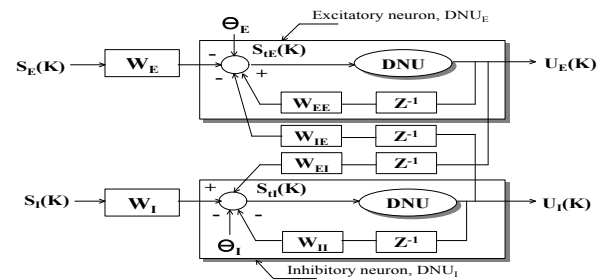 Excitatory neuron, DNU_E
Θ_E
S_E(K)
W_E
-
-
+
S_tE(K)
DNU
U_E(K)
W_EE
Z^-1
W_IE
Z^-1
W_EI
Z^-1
S_I(K)
W_I
+
-
-
S_tI(K)
DNU
U_I(K)
Θ_I
W_II
Z^-1
Inhibitory neuron, DNU_I